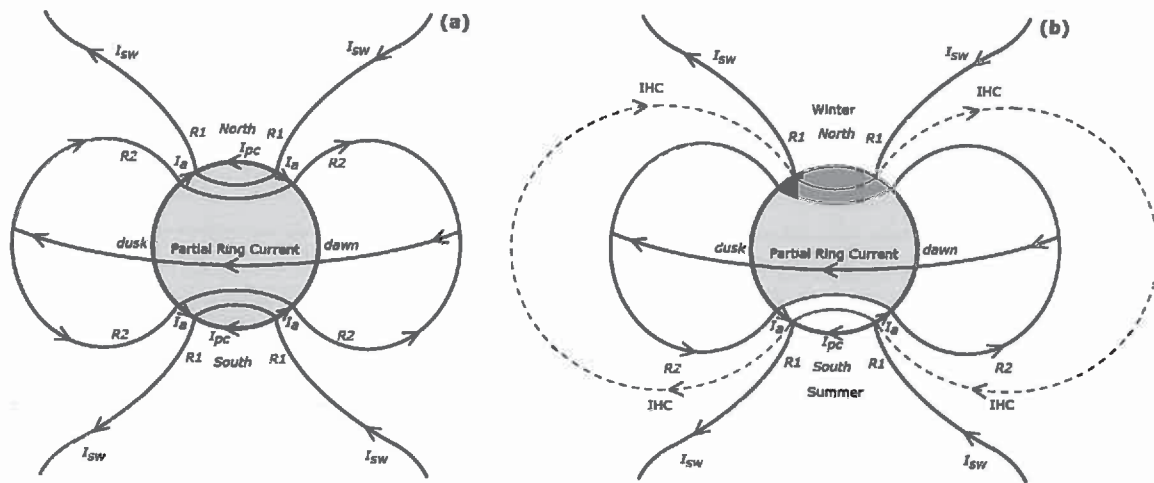 (a)
I_sw I_sw
R1 North R1
I_pc
R2 I_a I_a R2
dusk Partial Ring Current dawn
I_a I_a
R2 I_pc R2
R1 South R1
I_sw I_sw
(b)
I_sw I_sw
IHC IHC
Winter
R1 North R1
dusk Partial Ring Current dawn
I_a I_a
I_pc
R2 R1 South R1 R2
IHC Summer IHC
I_sw I_sw